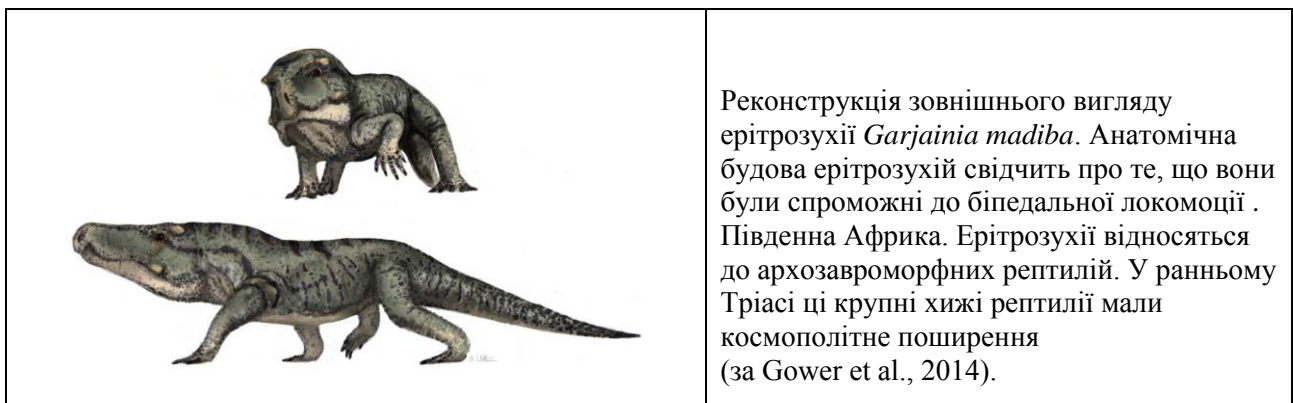 Реконструкція зовнішнього вигляду
ерітрозухії Garjainia madiba. Анатомічна
будова ерітрозухій свідчить про те, що вони
були спроможні до біпедальної локомоції .
Південна Африка. Ерітрозухії відносяться
до архозавроморфних рептилій. У ранньому
Тріасі ці крупні хижі рептилії мали
космополітне поширення
(за Gower et al., 2014).